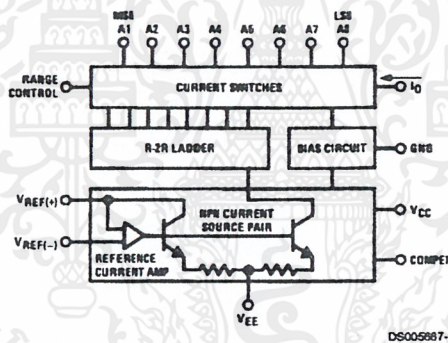 MSB LSB
A1 A2 A3 A4 A5 A6 A7 A8
RANGE
CONTROL
CURRENT SWITCHES
IO
R-2R LADDER
BIAS CIRCUIT
GND
VREF(+)
NPN CURRENT
SOURCE PAIR
VCC
VREF(−)
REFERENCE
CURRENT AMP
COMPEN
VEE
DS005687-